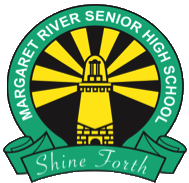 MARGARET RIVER SENIOR HIGH SCHOOL
Shine Forth